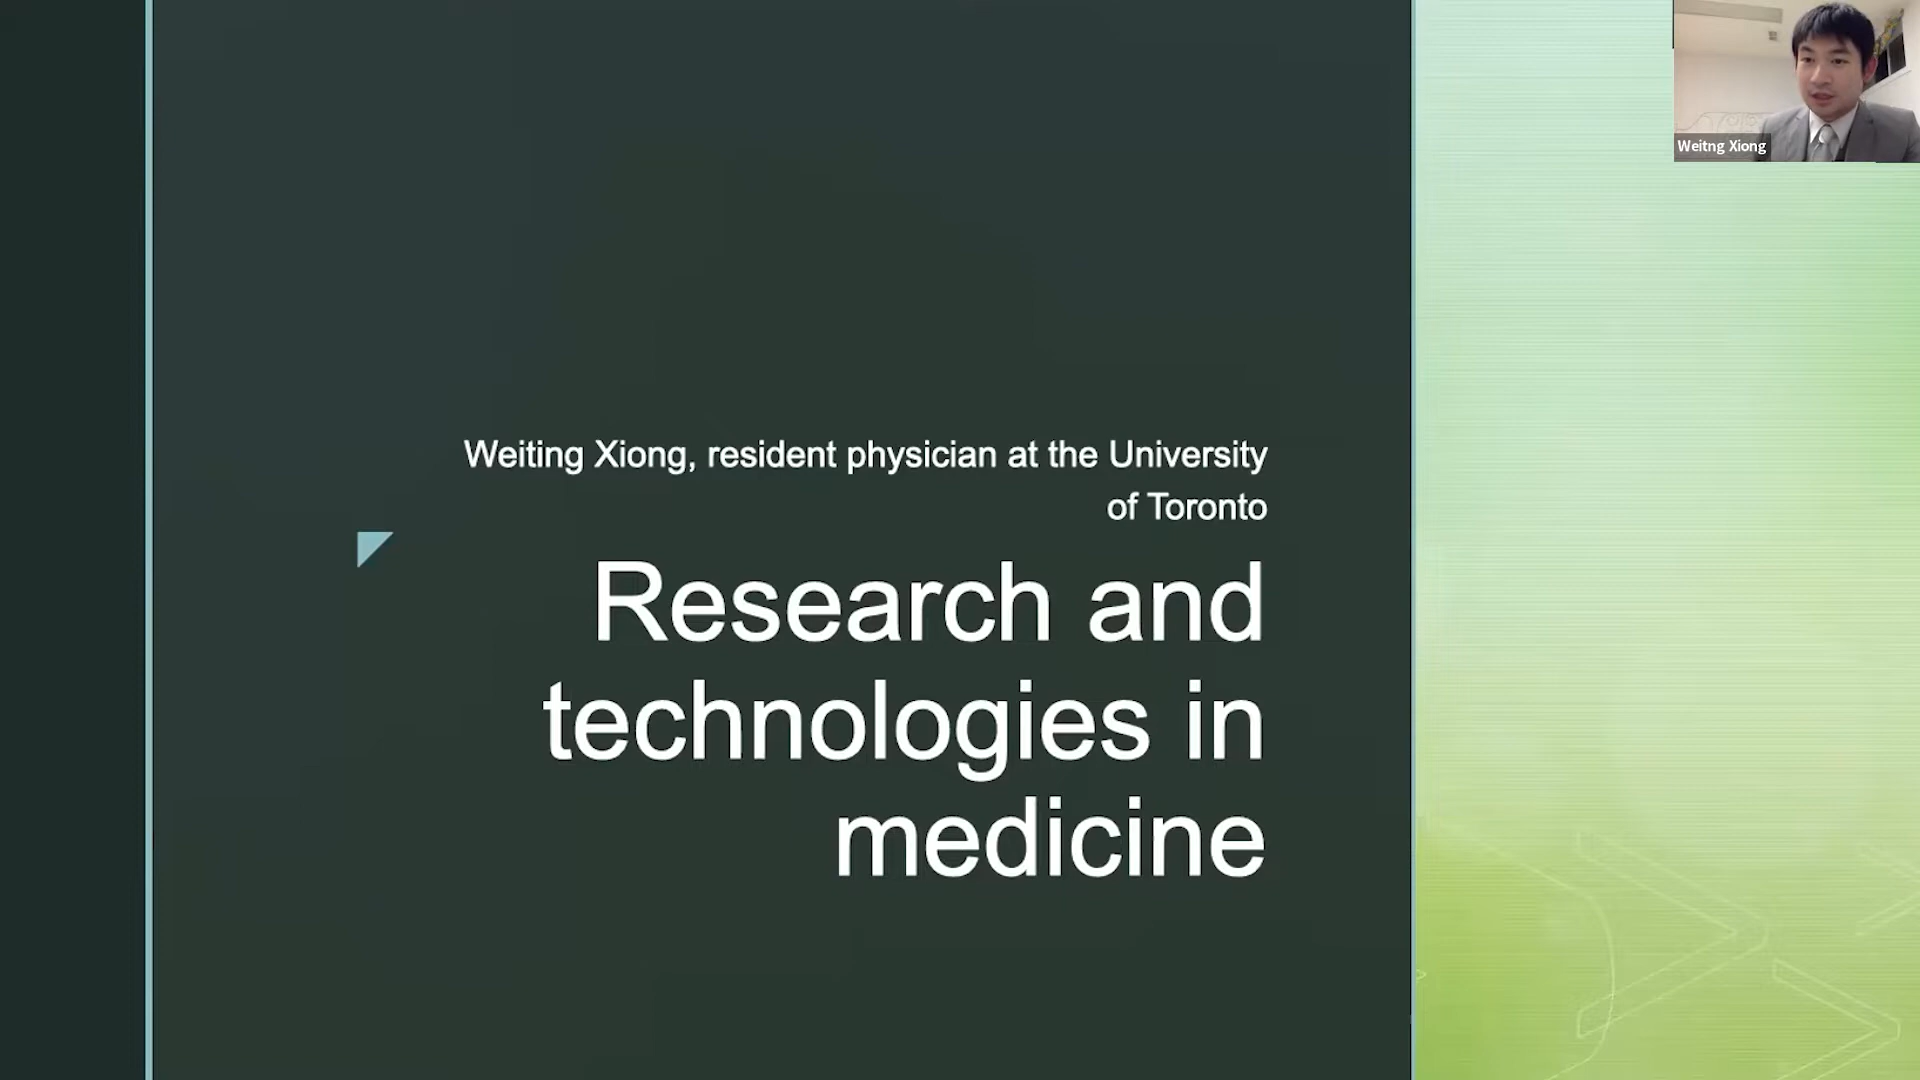 Weitng Xiong
Weiting Xiong, resident physician at the University
of Toronto
Research and
technologies in
medicine